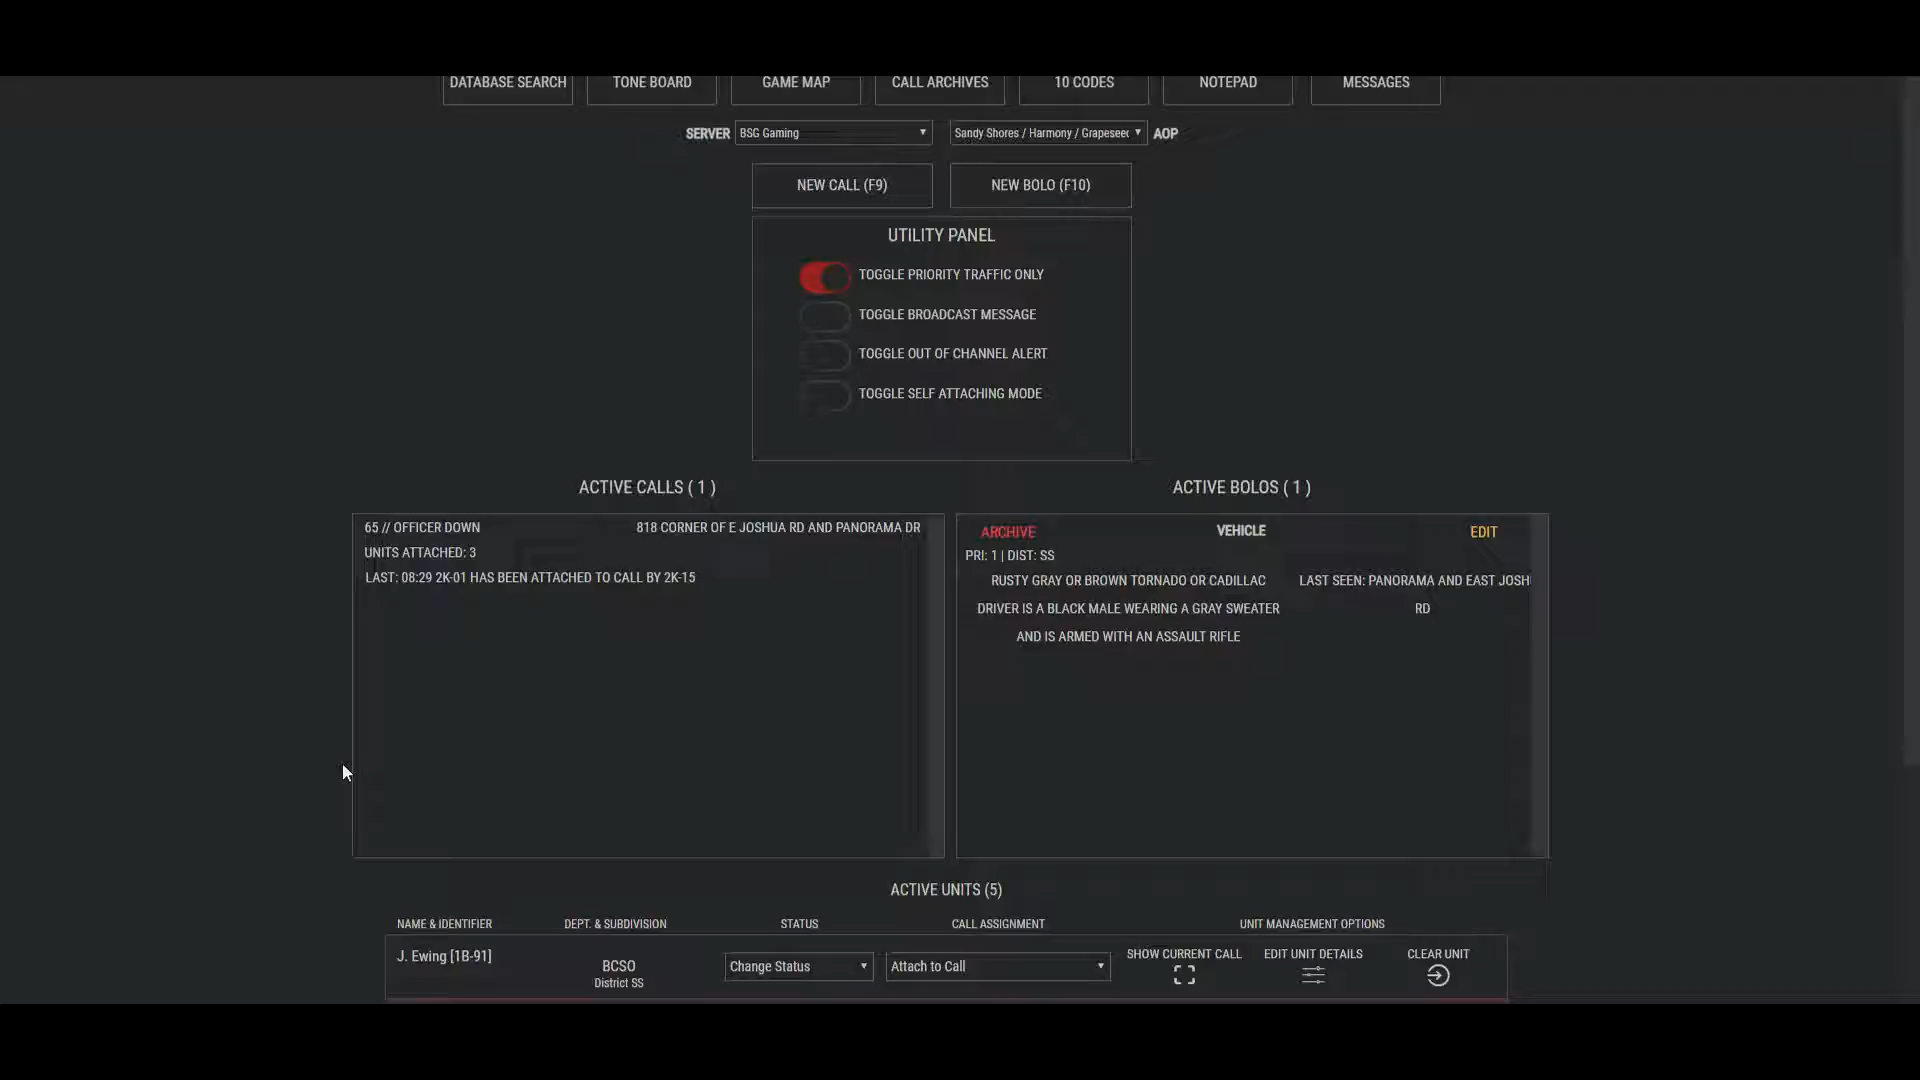 DATABASE SEARCH TONE BOARD GAME MAP CALL ARCHIVES 10 CODES NOTEPAD MESSAGES
SERVER BSG Gaming Sandy Shores / Harmony / Grapeseec AOP
NEW CALL (F9) NEW BOLO (F10)
UTILITY PANEL
TOGGLE PRIORITY TRAFFIC ONLY
TOGGLE BROADCAST MESSAGE
TOGGLE OUT OF CHANNEL ALERT
TOGGLE SELF ATTACHING MODE
ACTIVE CALLS ( 1 )
65 // OFFICER DOWN 818 CORNER OF E JOSHUA RD AND PANORAMA DR
UNITS ATTACHED: 3
LAST: 08:29 2K-01 HAS BEEN ATTACHED TO CALL BY 2K-15
ACTIVE BOLOS ( 1 )
ARCHIVE VEHICLE EDIT
PRI: 1 | DIST: SS
RUSTY GRAY OR BROWN TORNADO OR CADILLAC
DRIVER IS A BLACK MALE WEARING A GRAY SWEATER
AND IS ARMED WITH AN ASSAULT RIFLE
LAST SEEN: PANORAMA AND EAST JOSH
RD
ACTIVE UNITS (5)
NAME & IDENTIFIER DEPT. & SUBDIVISION STATUS CALL ASSIGNMENT UNIT MANAGEMENT OPTIONS
J. Ewing [1B-91]
BCSO
District SS
Change Status
Attach to Call
SHOW CURRENT CALL EDIT UNIT DETAILS CLEAR UNIT